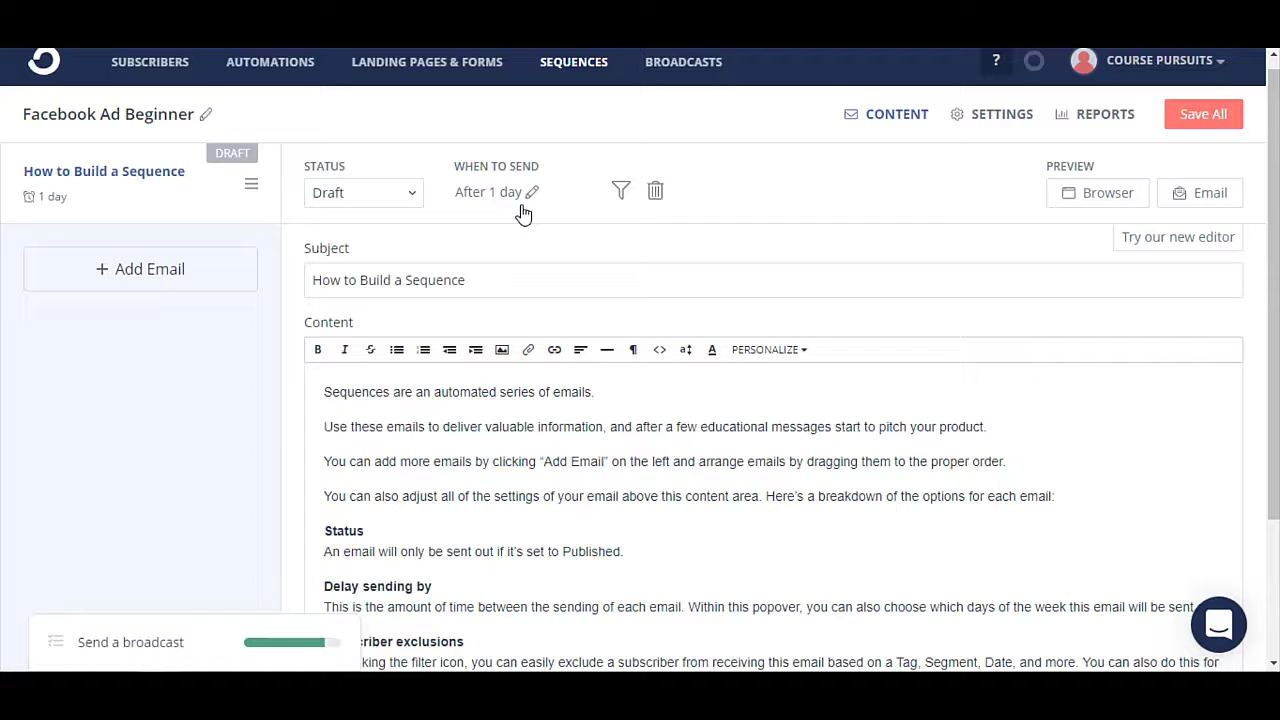 SUBSCRIBERS AUTOMATIONS LANDING PAGES & FORMS SEQUENCES BROADCASTS ? COURSE PURSUITS
Facebook Ad Beginner CONTENT SETTINGS REPORTS Save All
DRAFT
How to Build a Sequence
1 day
+ Add Email
STATUS WHEN TO SEND PREVIEW
Draft After 1 day Browser Email
Try our new editor
Subject
How to Build a Sequence
Content
B I S PERSONALIZE
Sequences are an automated series of emails.
Use these emails to deliver valuable information, and after a few educational messages start to pitch your product.
You can add more emails by clicking “Add Email” on the left and arrange emails by dragging them to the proper order.
You can also adjust all of the settings of your email above this content area. Here’s a breakdown of the options for each email:
Status
An email will only be sent out if it’s set to Published.
Delay sending by
This is the amount of time between the sending of each email. Within this popover, you can also choose which days of the week this email will be sent
criber exclusions
king the filter icon, you can easily exclude a subscriber from receiving this email based on a Tag, Segment, Date, and more. You can also do this for
Send a broadcast